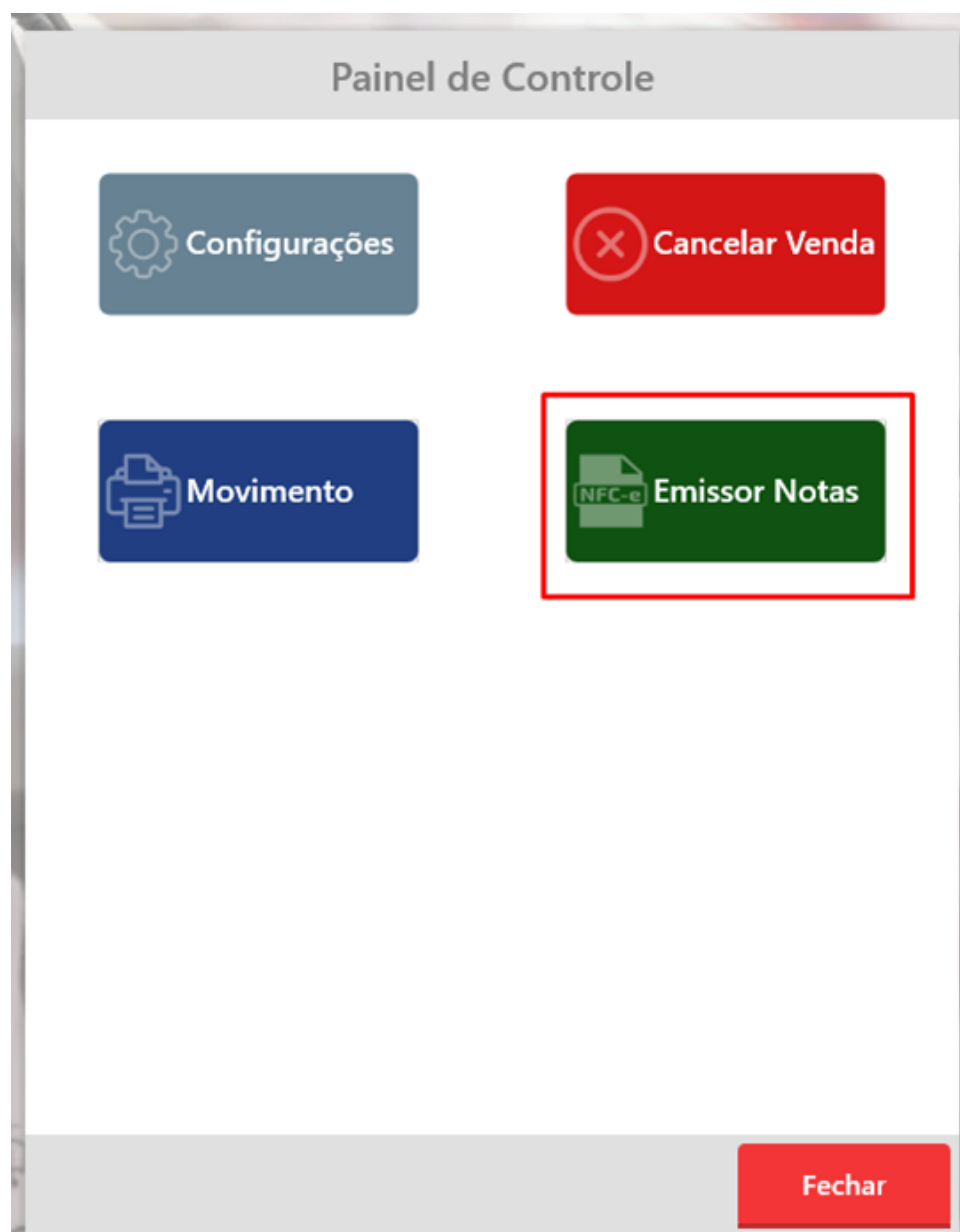 Painel de Controle
Configurações
Cancelar Venda
Movimento
NFC-e
Emissor Notas
Fechar